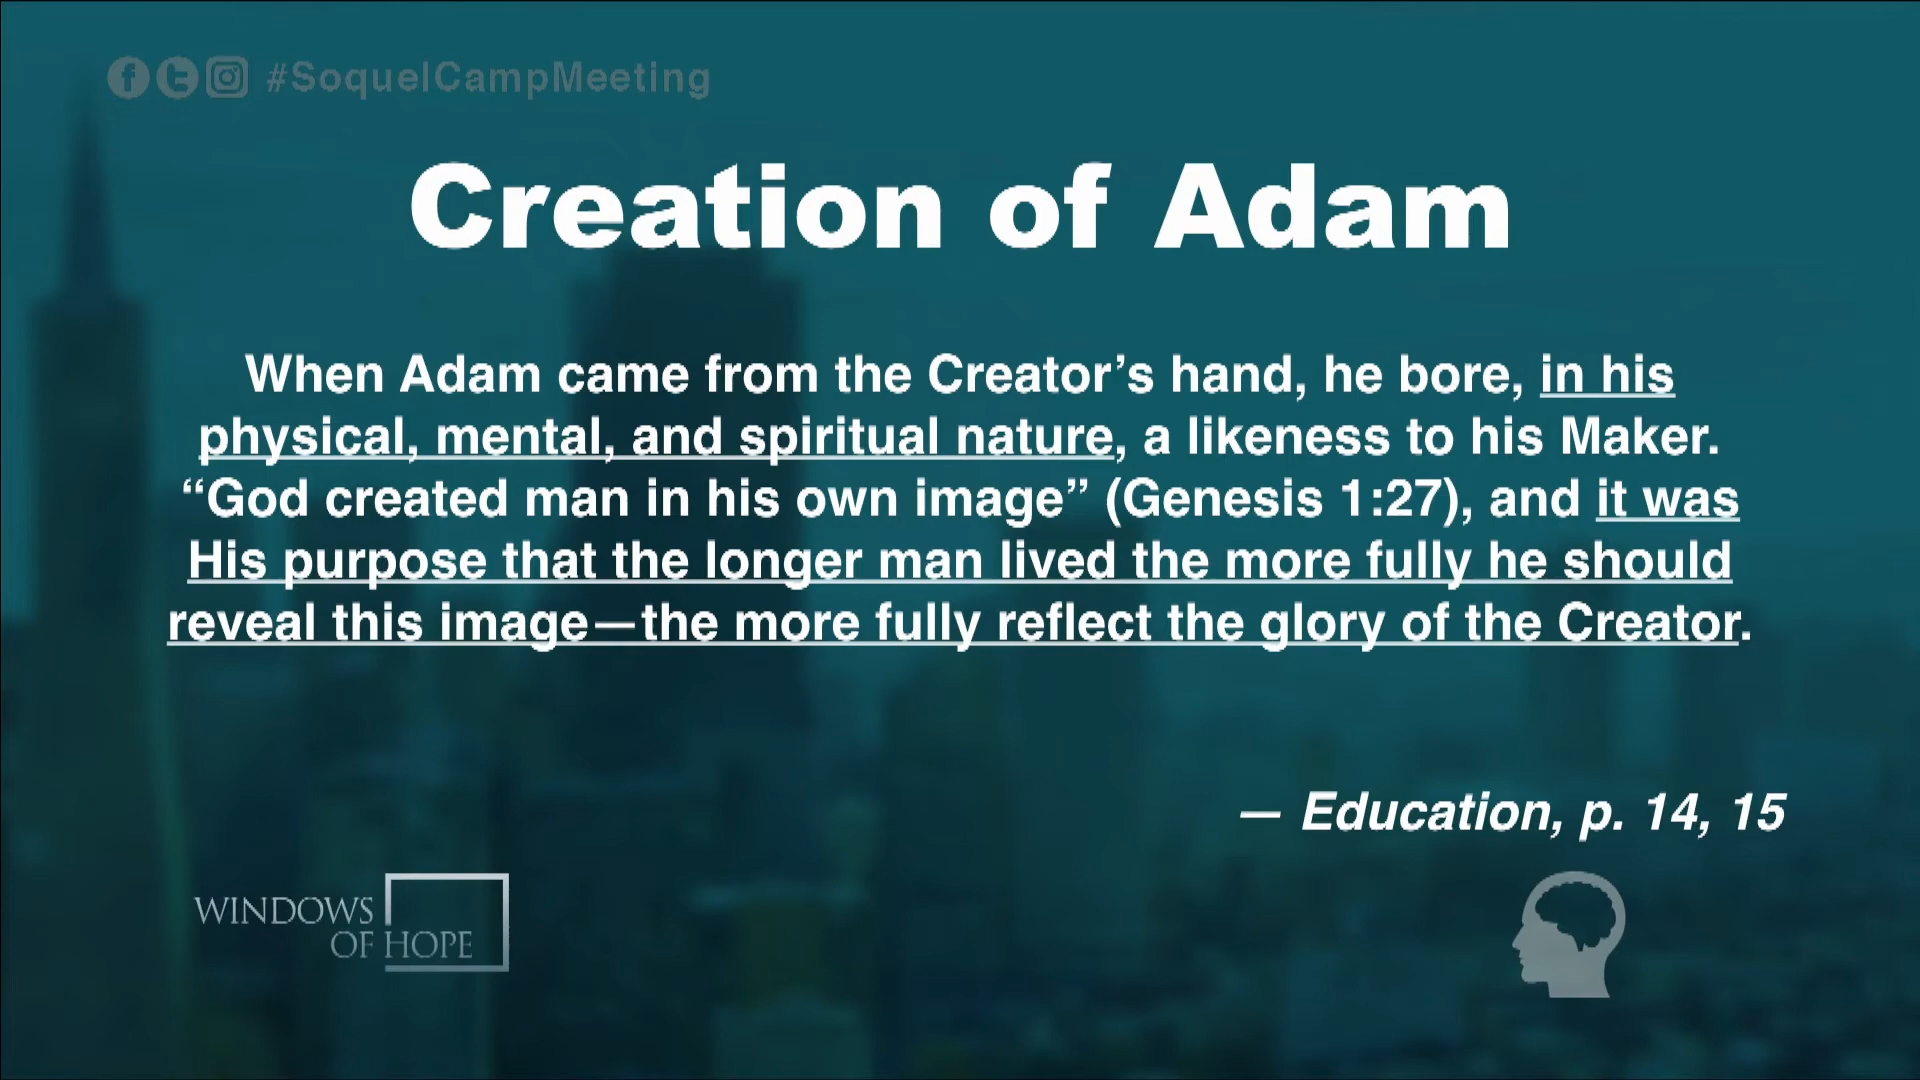 #SoquelCampMeeting
Creation of Adam
When Adam came from the Creator’s hand, he bore, in his
physical, mental, and spiritual nature, a likeness to his Maker.
“God created man in his own image” (Genesis 1:27), and it was
His purpose that the longer man lived the more fully he should
reveal this image—the more fully reflect the glory of the Creator.
— Education, p. 14, 15
WINDOWS
OF HOPE